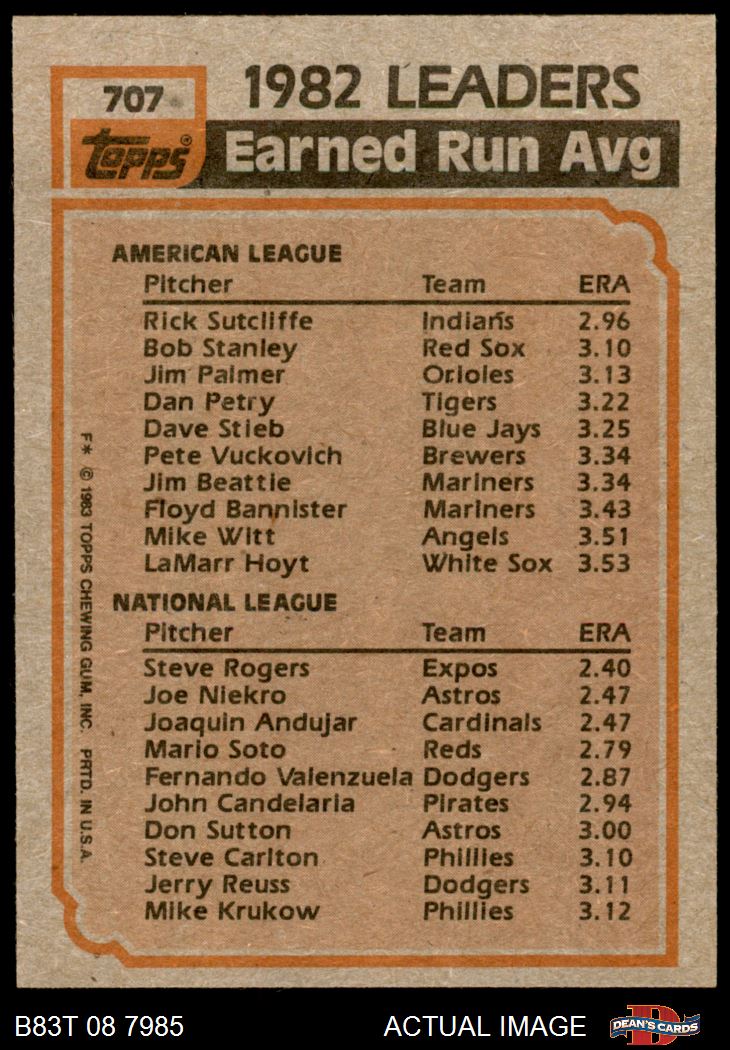 707
1982 LEADERS
topps®
Earned Run Avg
AMERICAN LEAGUE
Pitcher Team ERA
Rick Sutcliffe Indians 2.96
Bob Stanley Red Sox 3.10
Jim Palmer Orioles 3.13
Dan Petry Tigers 3.22
Dave Stieb Blue Jays 3.25
Pete Vuckovich Brewers 3.34
Jim Beattie Mariners 3.34
Floyd Bannister Mariners 3.43
Mike Witt Angels 3.51
LaMarr Hoyt White Sox 3.53
NATIONAL LEAGUE
Pitcher Team ERA
Steve Rogers Expos 2.40
Joe Niekro Astros 2.47
Joaquin Andujar Cardinals 2.47
Mario Soto Reds 2.79
Fernando Valenzuela Dodgers 2.87
John Candelaria Pirates 2.94
Don Sutton Astros 3.00
Steve Carlton Phillies 3.10
Jerry Reuss Dodgers 3.11
Mike Krukow Phillies 3.12
F* © 1983 TOPPS CHEWING GUM, INC. PRTD. IN U.S.A.
B83T 08 7985 ACTUAL IMAGE
D
DEAN'S CARDS